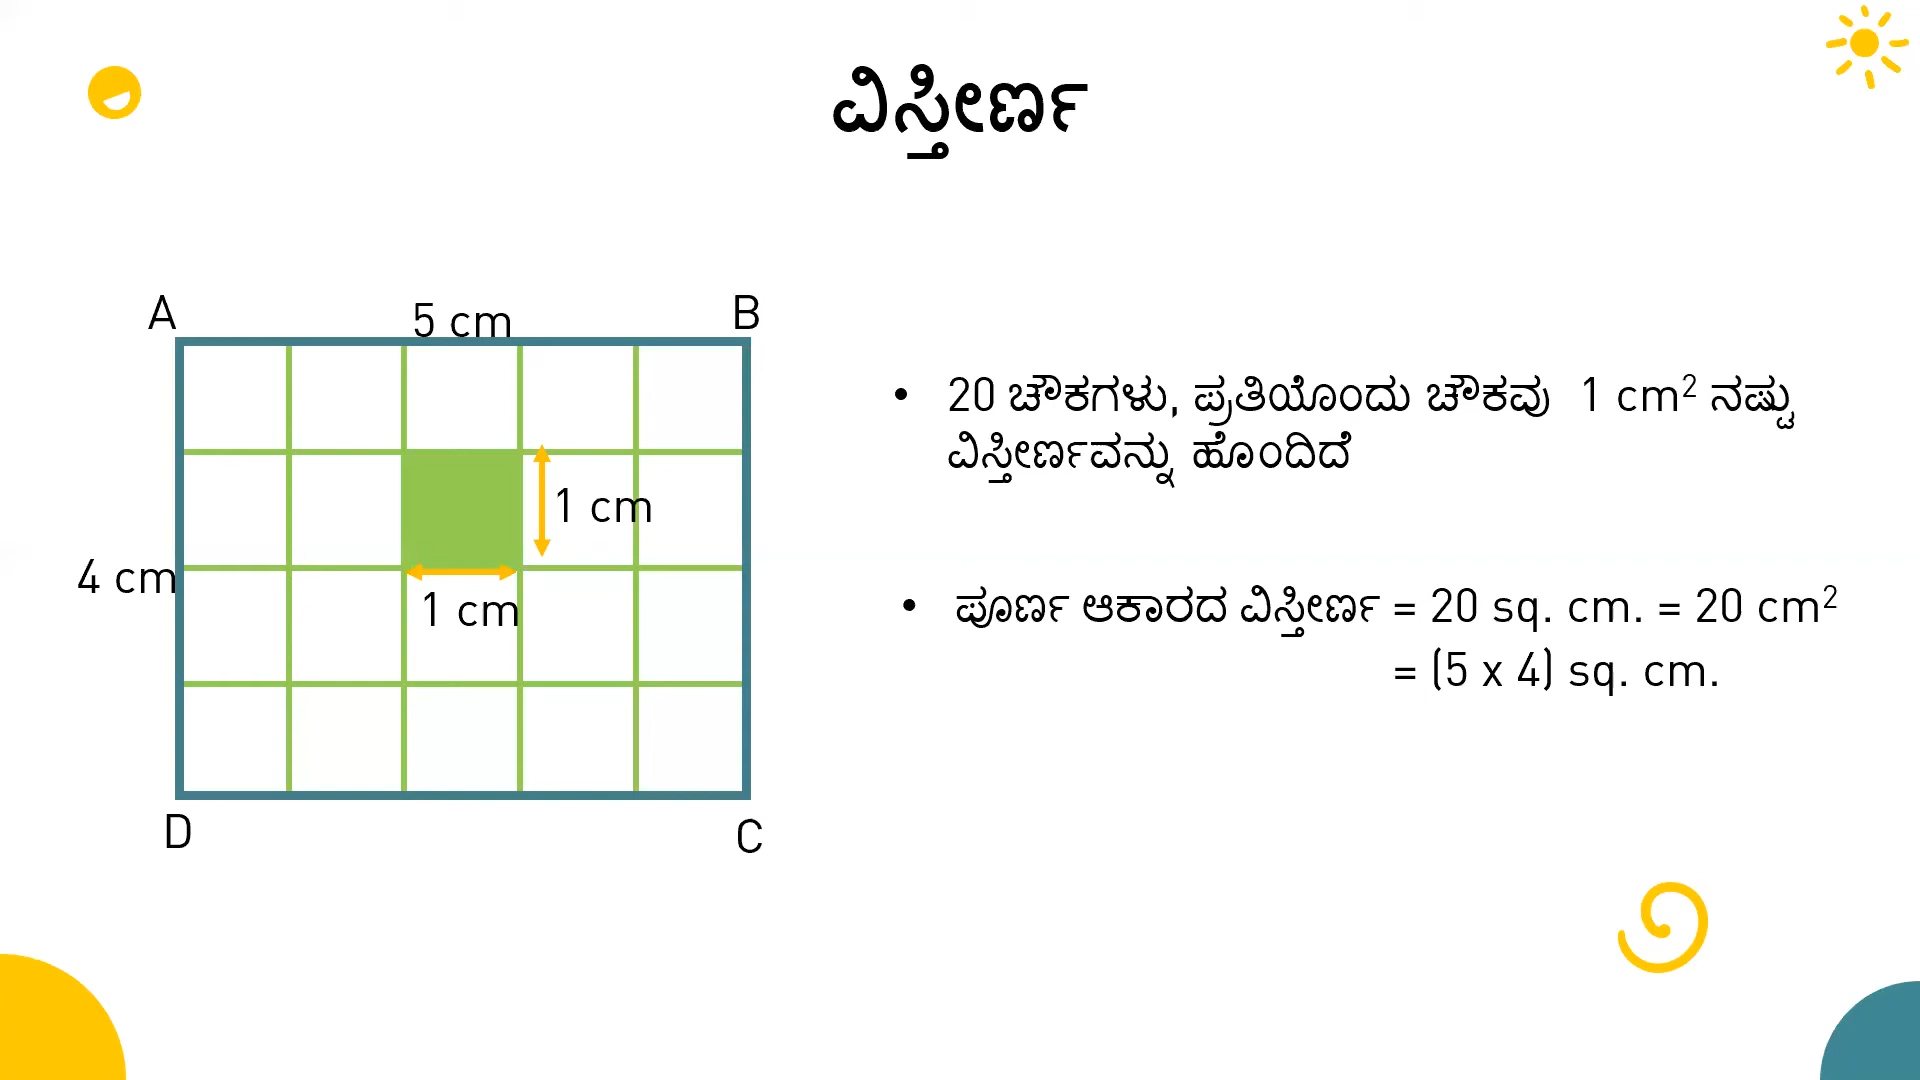 ವಿಸ್ತೀರ್ಣ
A
5 cm
B
1 cm
4 cm
1 cm
D
C
• 20 ಚೌಕಗಳು, ಪ್ರತಿಯೊಂದು ಚೌಕವು 1 cm² ನಷ್ಟು
ವಿಸ್ತೀರ್ಣವನ್ನು ಹೊಂದಿದೆ
• ಪೂರ್ಣ ಆಕಾರದ ವಿಸ್ತೀರ್ಣ = 20 sq. cm. = 20 cm²
= (5 x 4) sq. cm.